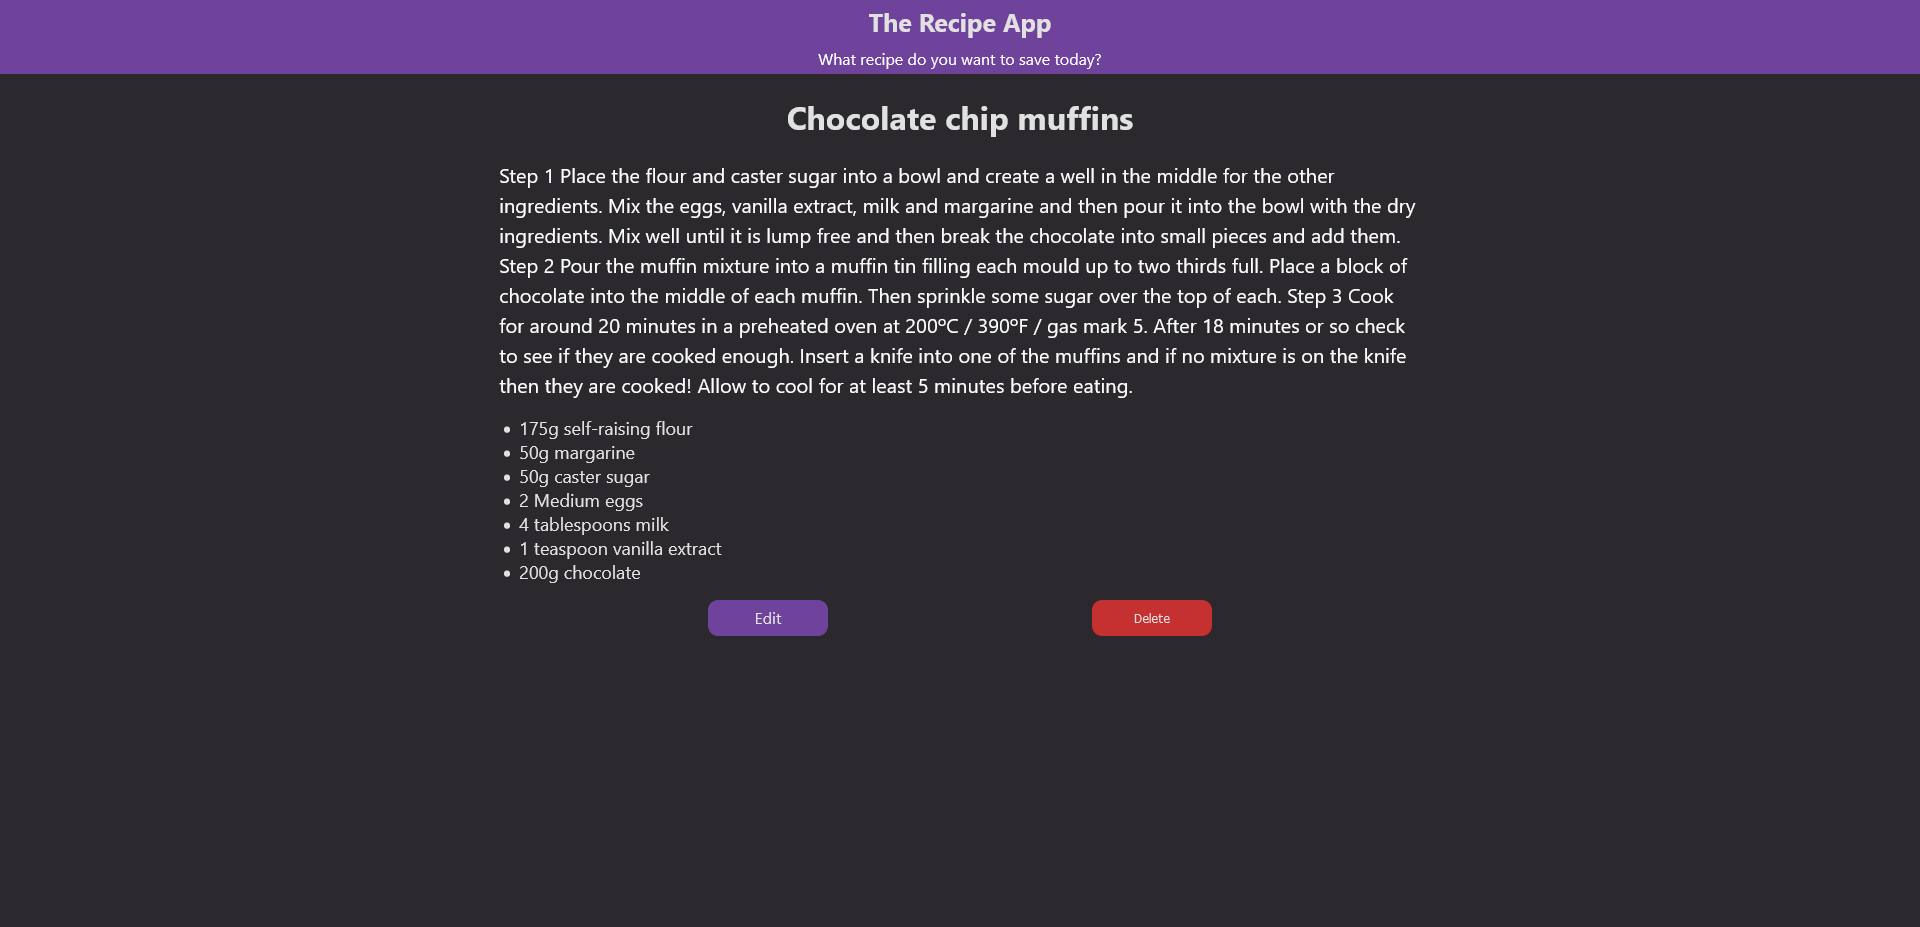 The Recipe App
What recipe do you want to save today?
Chocolate chip muffins
Step 1 Place the flour and caster sugar into a bowl and create a well in the middle for the other
ingredients. Mix the eggs, vanilla extract, milk and margarine and then pour it into the bowl with the dry
ingredients. Mix well until it is lump free and then break the chocolate into small pieces and add them.
Step 2 Pour the muffin mixture into a muffin tin filling each mould up to two thirds full. Place a block of
chocolate into the middle of each muffin. Then sprinkle some sugar over the top of each. Step 3 Cook
for around 20 minutes in a preheated oven at 200ºC / 390ºF / gas mark 5. After 18 minutes or so check
to see if they are cooked enough. Insert a knife into one of the muffins and if no mixture is on the knife
then they are cooked! Allow to cool for at least 5 minutes before eating.
• 175g self-raising flour
• 50g margarine
• 50g caster sugar
• 2 Medium eggs
• 4 tablespoons milk
• 1 teaspoon vanilla extract
• 200g chocolate
Edit
Delete